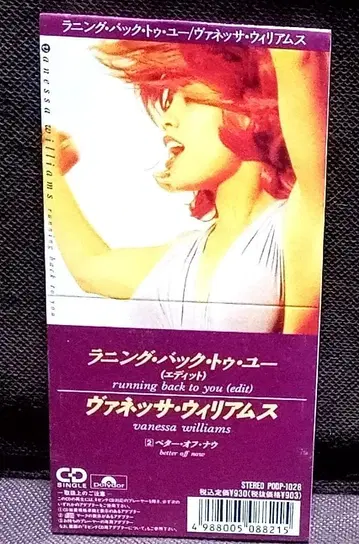 ラニング・バック・トゥ・ユー/ヴァネッサ・ウィリアムス
vanessa williams running back to you
ラニング・バック・トゥ・ユー
(エディット)
running back to you (edit)
ヴァネッサ・ウィリアムス
vanessa williams
2 ベター・オフ・ナウ
better off now
CD SINGLE
Polydor
STEREO PODP-1028
税込定価¥930(税抜価格¥903)
4 988005 088215